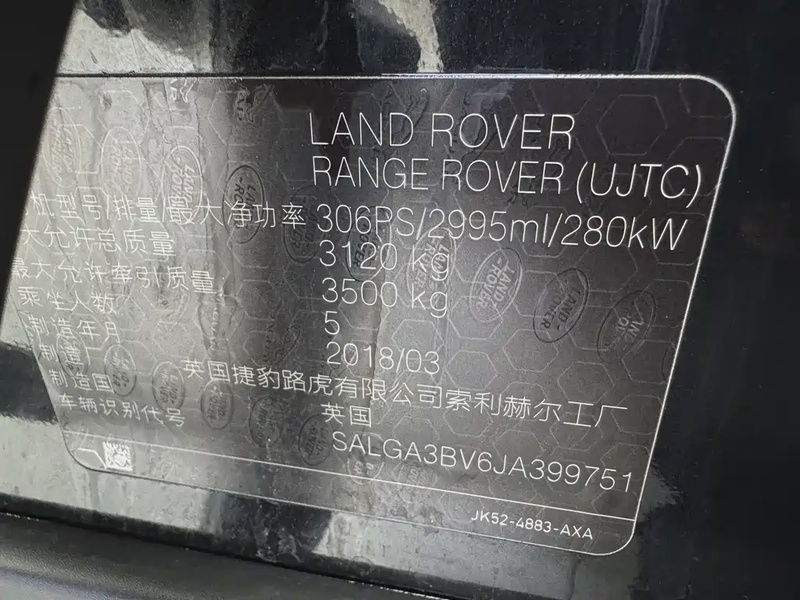 LAND ROVER
RANGE ROVER (UJTC)
机型号/排量/最大净功率 306PS/2995ml/280kW
大允许总质量 3120 kg
最大允许牵引质量: 3500 kg
乘坐人数 5
制造年月 2018/03
制造厂 英国捷豹路虎有限公司索利赫尔工厂
制造国 英国
车辆识别代号 SALGA3BV6JA399751
JK52-4883-AXA